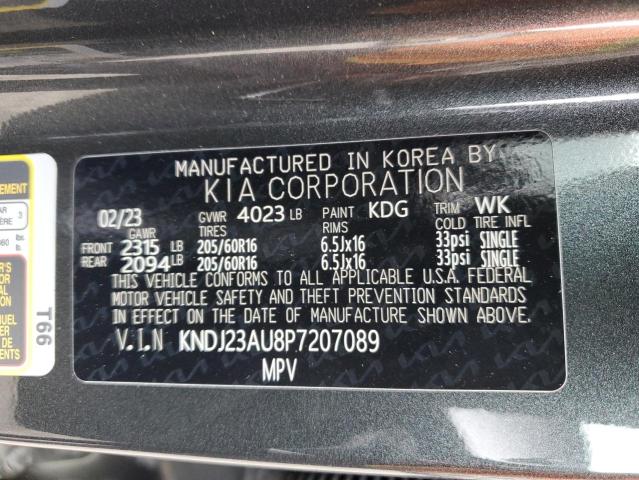 MANUFACTURED IN KOREA BY
KIA CORPORATION
02/23 GVWR 4023 LB PAINT KDG TRIM WK
GAWR TIRES RIMS COLD TIRE INFL
FRONT 2315 LB 205/60R16 6.5Jx16 33psi SINGLE
REAR 2094 LB 205/60R16 6.5Jx16 33psi SINGLE
THIS VEHICLE CONFORMS TO ALL APPLICABLE U.S.A. FEDERAL
MOTOR VEHICLE SAFETY AND THEFT PREVENTION STANDARDS
IN EFFECT ON THE DATE OF MANUFACTURE SHOWN ABOVE.
V.I.N KNDJ23AU8P7207089
MPV
T66